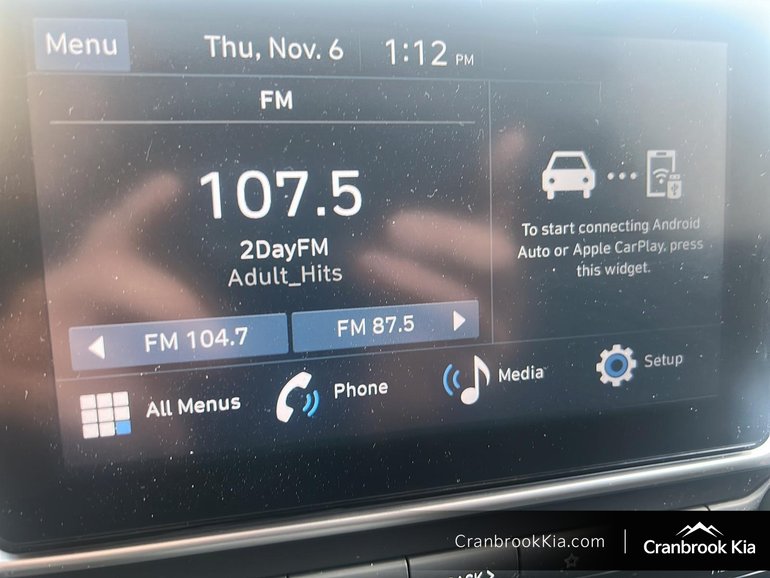 Menu
Thu, Nov. 6
1:12 PM
FM
107.5
2DayFM
Adult_Hits
FM 104.7
FM 87.5
To start connecting Android
Auto or Apple CarPlay, press
this widget.
All Menus
Phone
Media
Setup
CranbrookKia.com
Cranbrook Kia